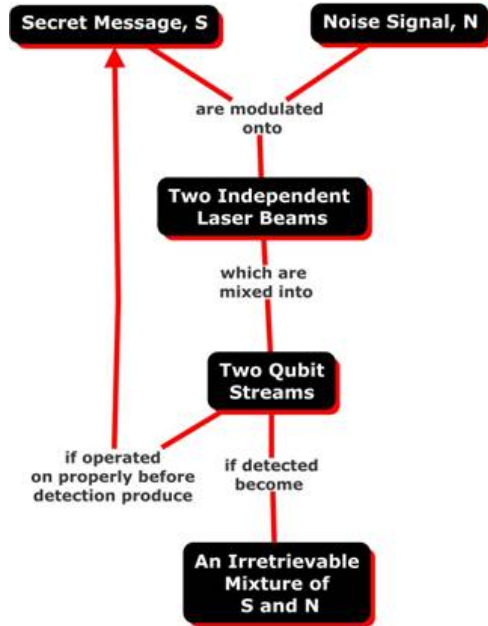 Secret Message, S
Noise Signal, N
are modulated
onto
Two Independent
Laser Beams
which are
mixed into
Two Qubit
Streams
if operated
on properly before
detection produce
if detected
become
An Irretrievable
Mixture of
S and N